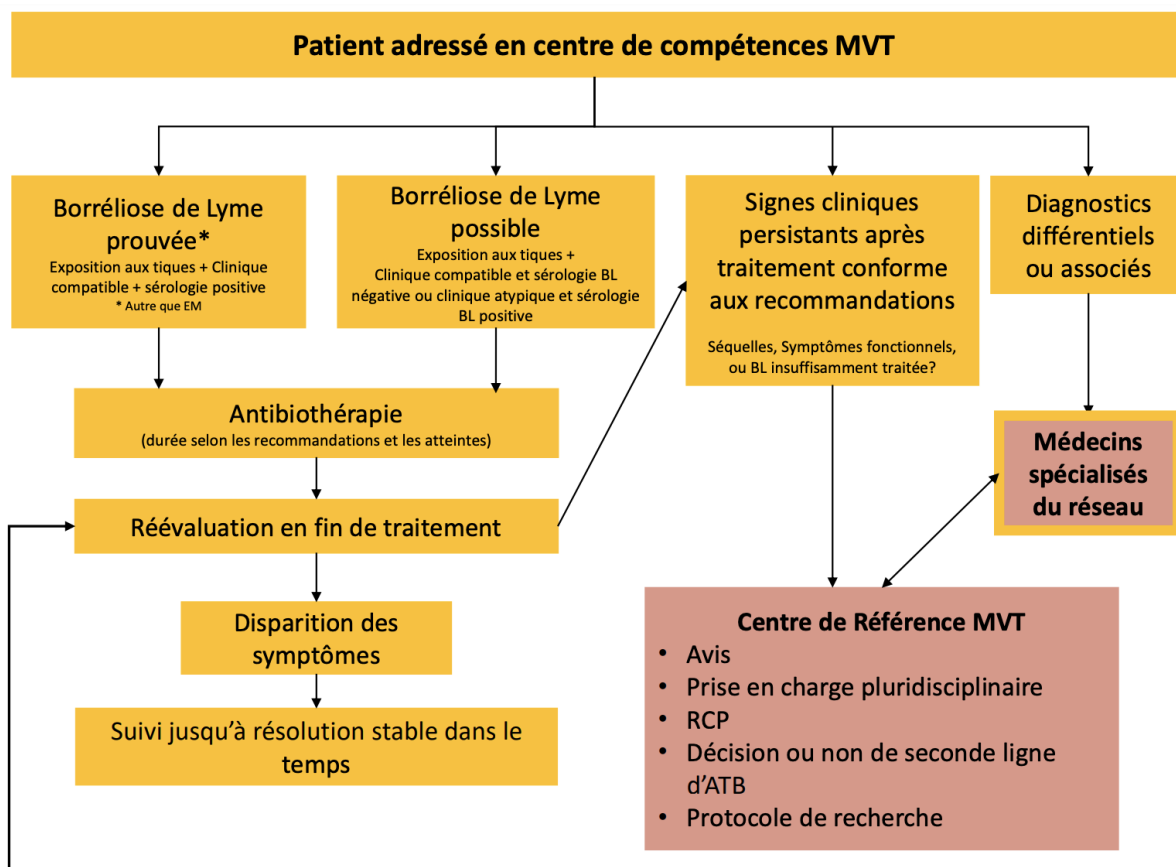 Patient adressé en centre de compétences MVT
Borréliose de Lyme
prouvée*
Exposition aux tiques + Clinique
compatible + sérologie positive
* Autre que EM
Borréliose de Lyme
possible
Exposition aux tiques +
Clinique compatible et sérologie BL
négative ou clinique atypique et sérologie
BL positive
Signes cliniques
persistants après
traitement conforme
aux recommandations
Séquelles, Symptômes fonctionnels,
ou BL insuffisamment traitée?
Diagnostics
différentiels
ou associés
Antibiothérapie
(durée selon les recommandations et les atteintes)
Médecins
spécialisés
du réseau
Réévaluation en fin de traitement
Disparition des
symptômes
Suivi jusqu’à résolution stable dans le
temps
Centre de Référence MVT
• Avis
• Prise en charge pluridisciplinaire
• RCP
• Décision ou non de seconde ligne
d’ATB
• Protocole de recherche